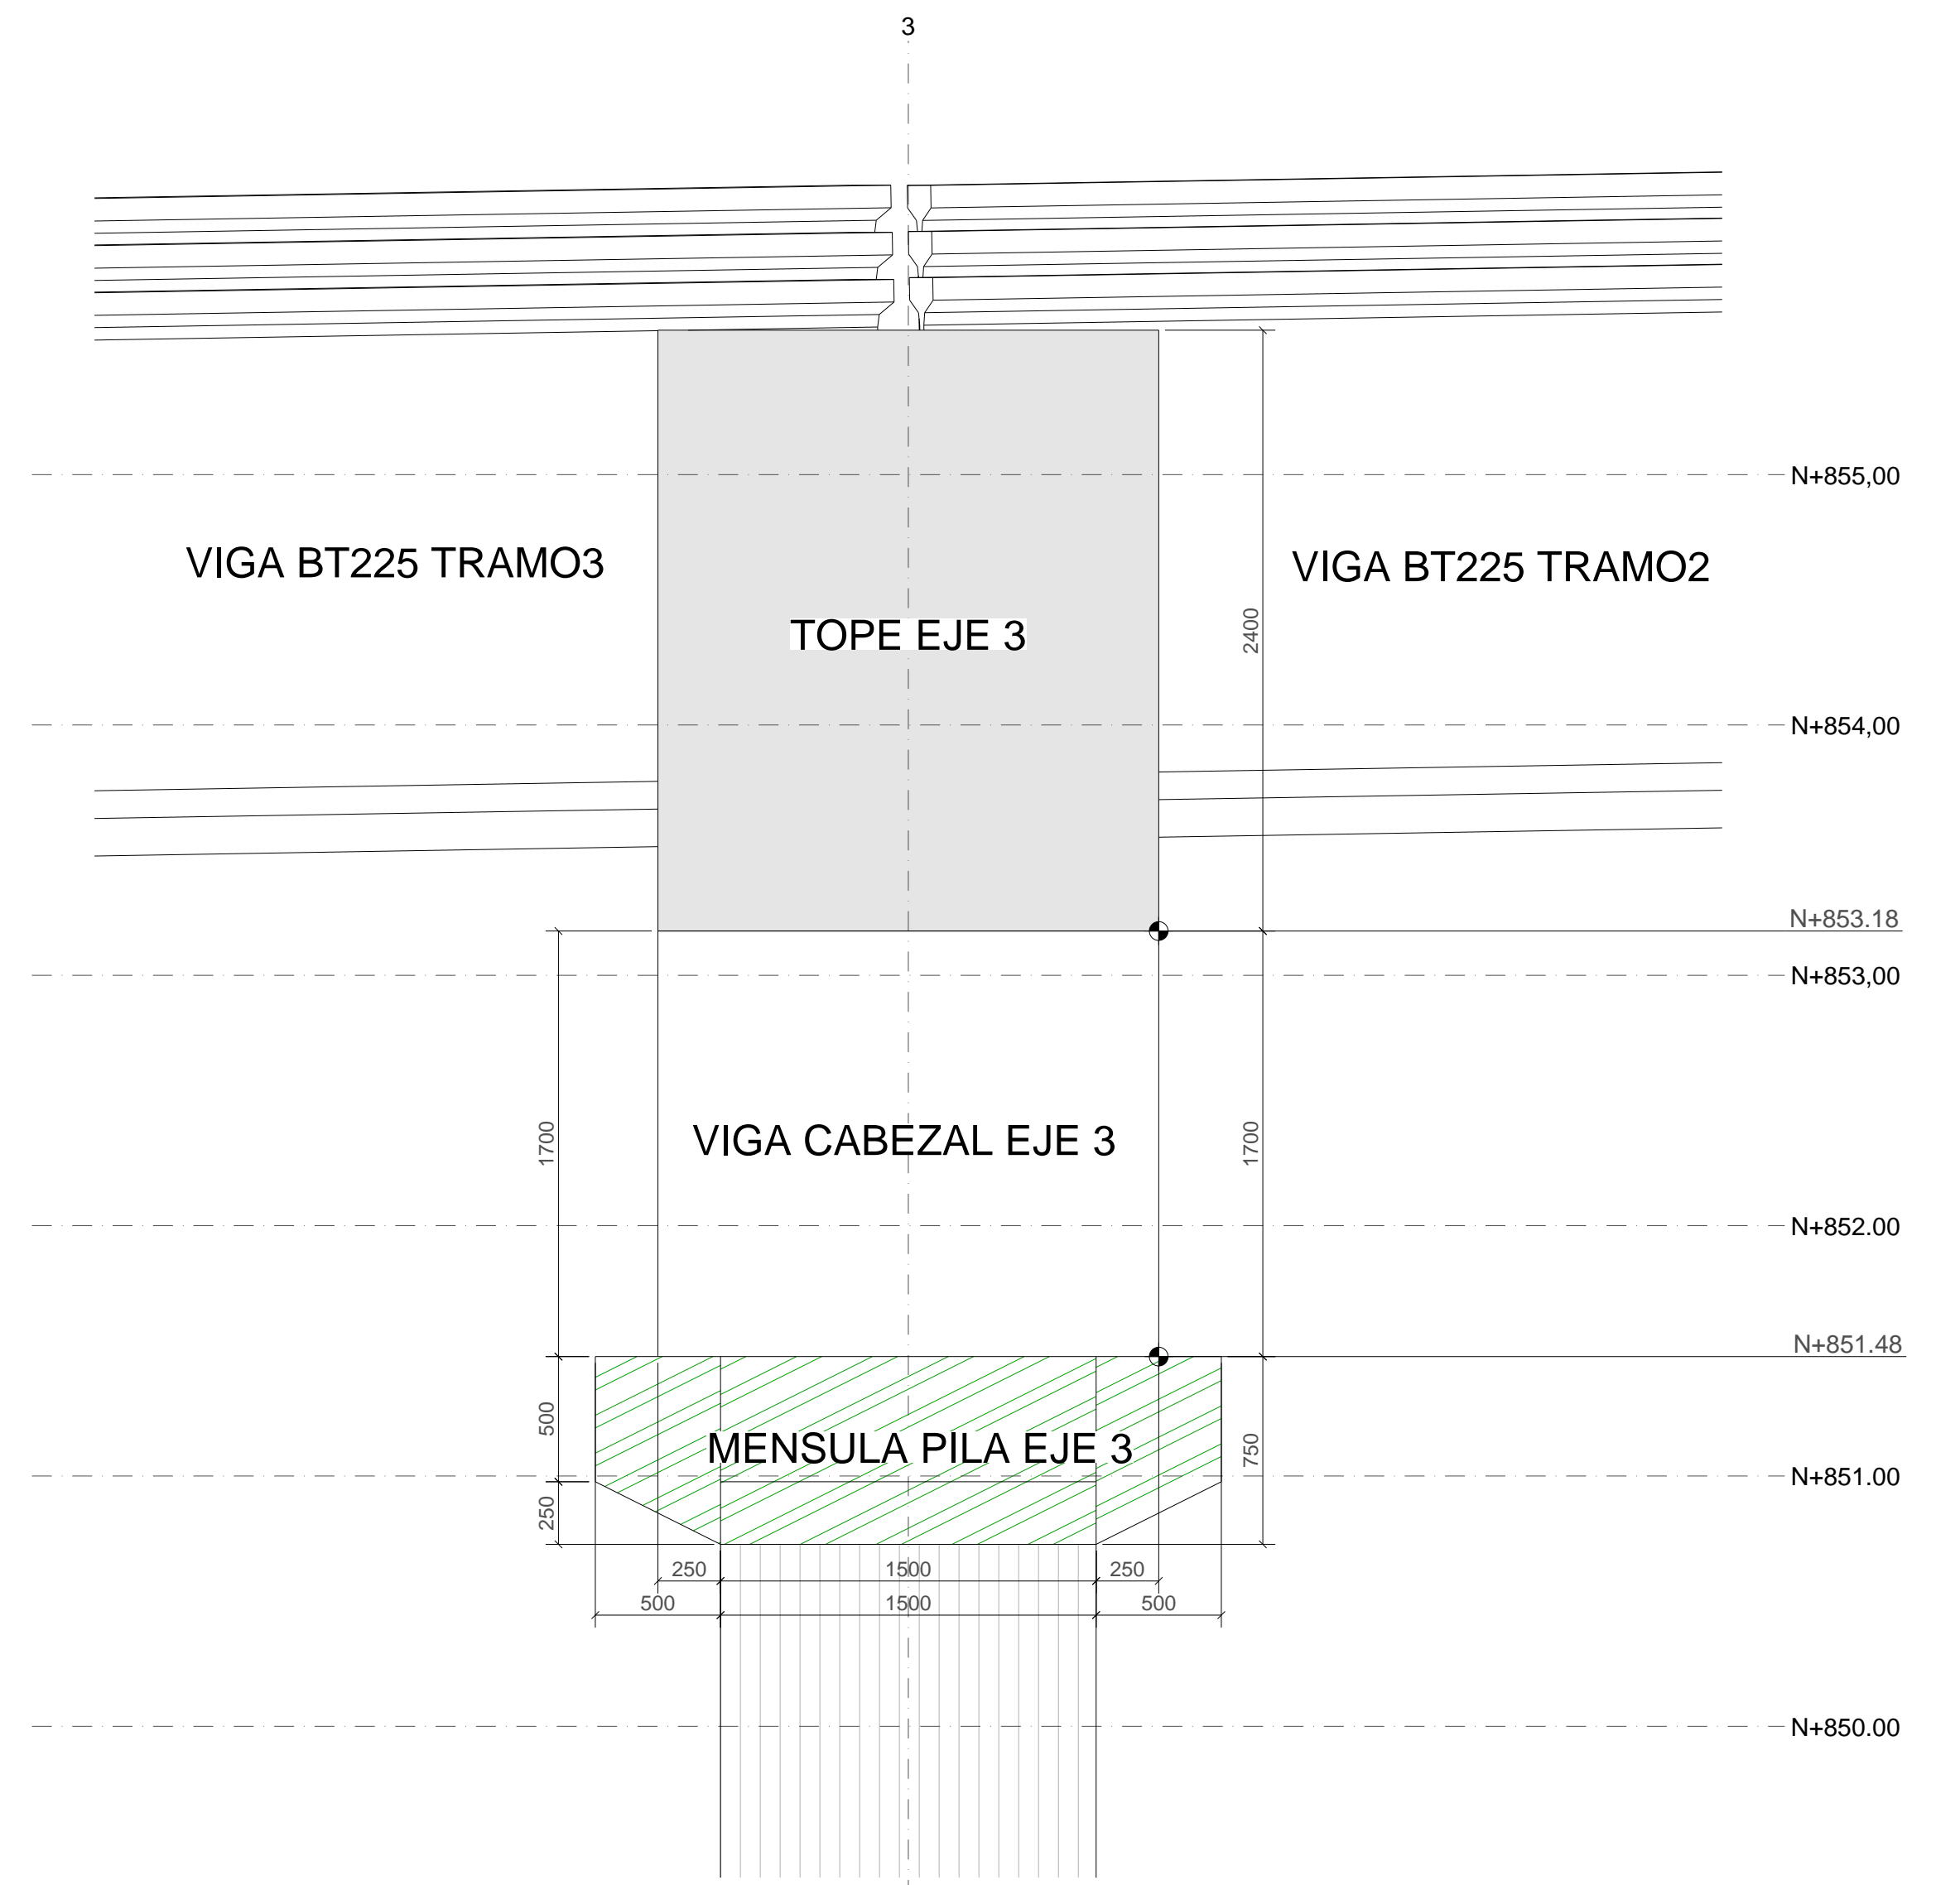 3
N+855,00
VIGA BT225 TRAMO3
VIGA BT225 TRAMO2
TOPE EJE 3
2400
N+854,00
N+853.18
N+853,00
1700
VIGA CABEZAL EJE 3
1700
N+852.00
N+851.48
500
MENSULA PILA EJE 3
750
N+851.00
250
250
1500
250
500
1500
500
N+850.00